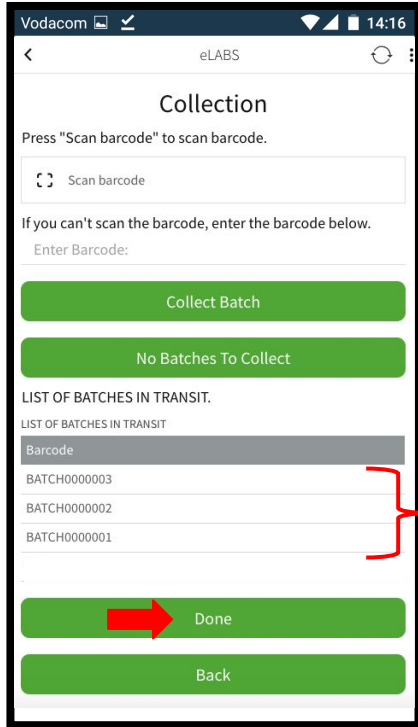 Vodacom 14:16
eLABS
Collection
Press "Scan barcode" to scan barcode.
Scan barcode
If you can't scan the barcode, enter the barcode below.
Enter Barcode:
Collect Batch
No Batches To Collect
LIST OF BATCHES IN TRANSIT.
LIST OF BATCHES IN TRANSIT
Barcode
BATCH0000003
BATCH0000002
BATCH0000001
Done
Back